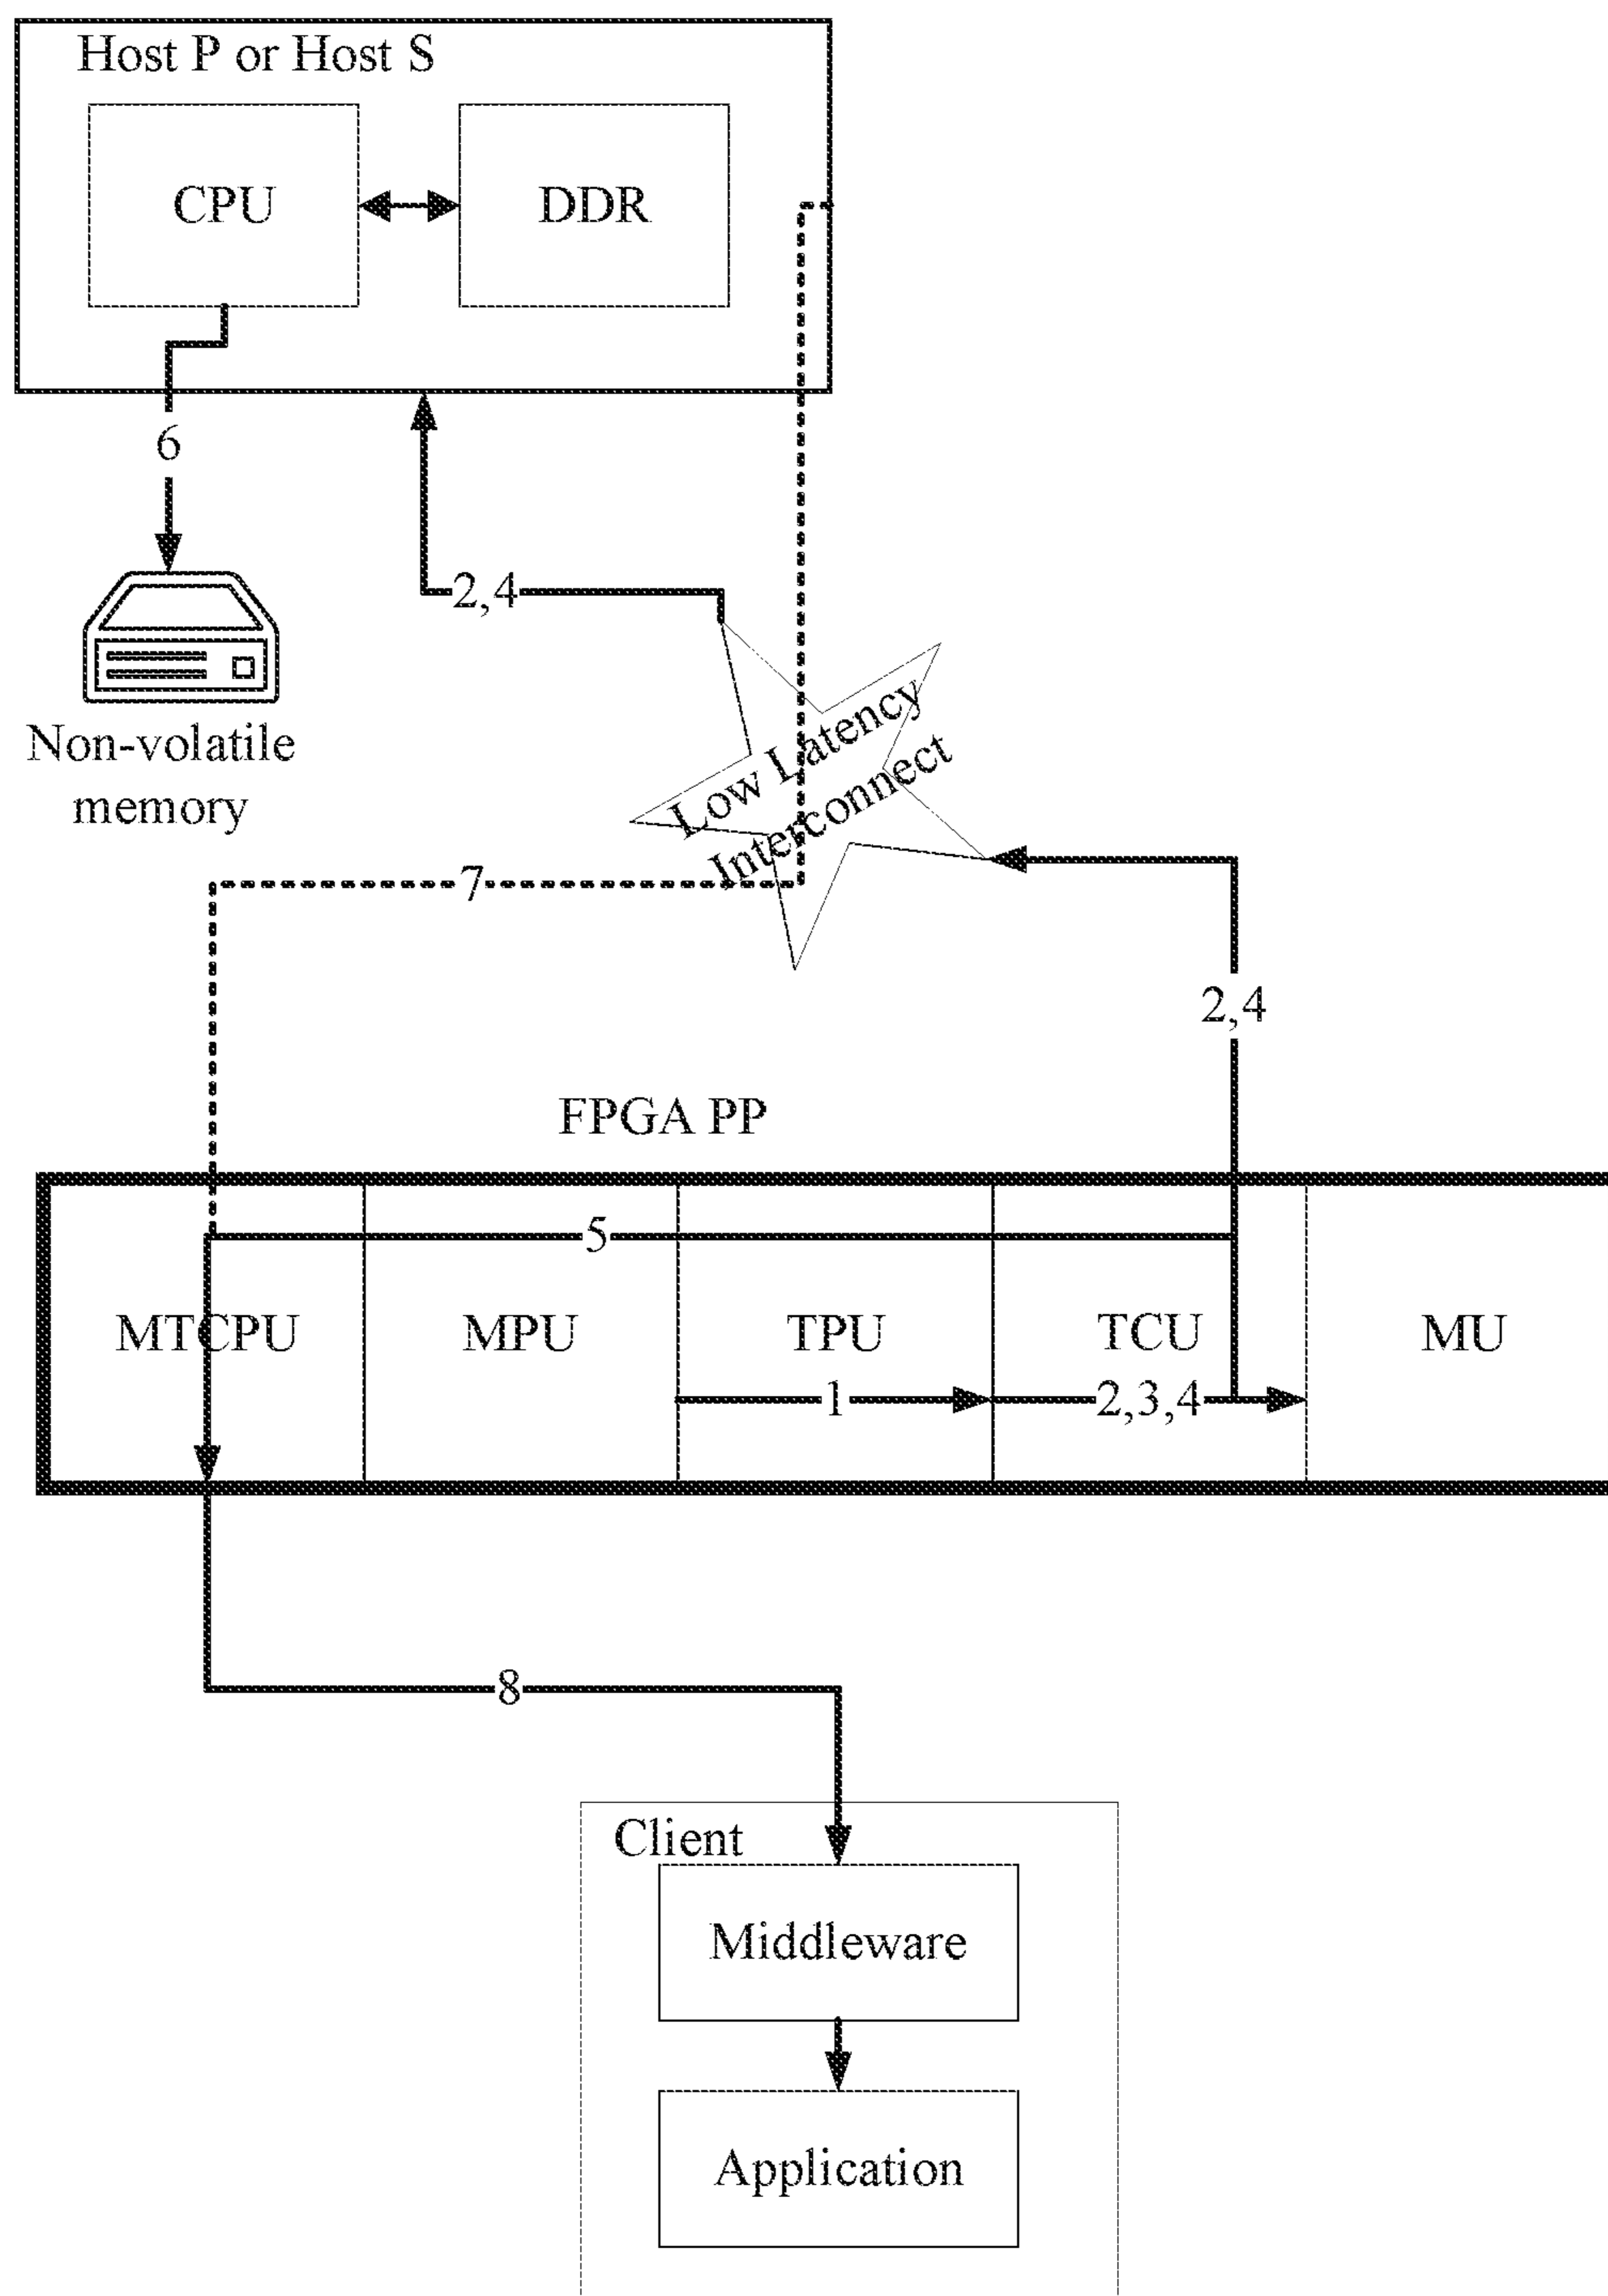 Host P or Host S
CPU
DDR
6
2,4
Non-volatile
memory
Low Latency
Interconnect
7
2,4
FPGA PP
5
MTCPU
MPU
TPU
TCU
MU
1
2,3,4
8
Client
Middleware
Application